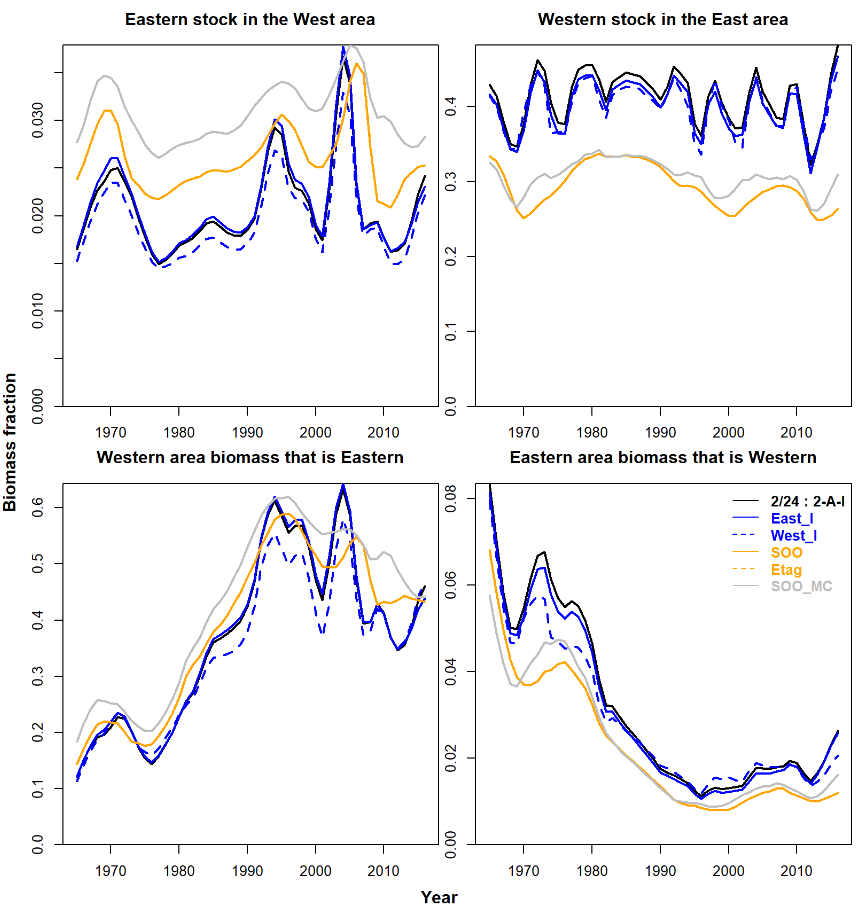 Eastern stock in the West area
Western stock in the East area
0.030
0.020
0.010
0.000
0.4
0.3
0.2
0.1
0.0
1970 1980 1990 2000 2010
1970 1980 1990 2000 2010
Western area biomass that is Eastern
Eastern area biomass that is Western
Biomass fraction
0.6
0.5
0.4
0.3
0.2
0.1
0.0
0.08
0.06
0.04
0.02
0.00
2/24 : 2-A-I
East_I
West_I
SOO
Etag
SOO_MC
1970 1980 1990 2000 2010
1970 1980 1990 2000 2010
Year